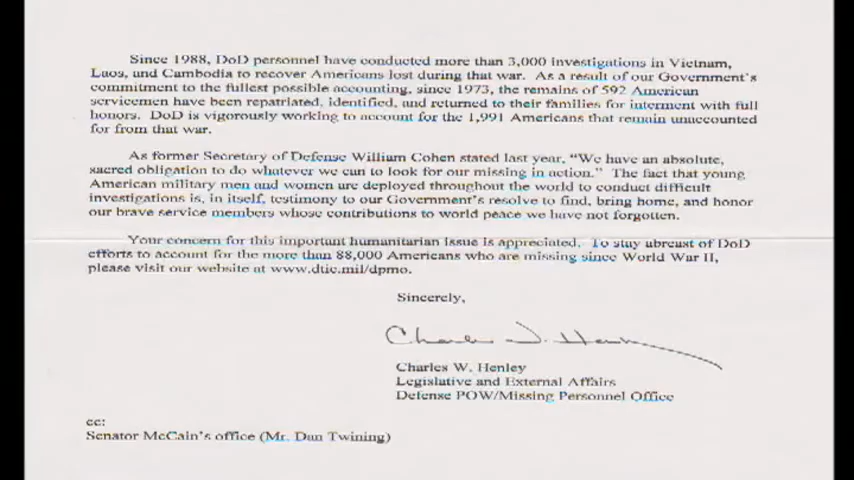 Since 1988, DoD personnel have conducted more than 3,000 investigations in Vietnam,
Laos, and Cambodia to recover Americans lost during that war. As a result of our Government's
commitment to the fullest possible accounting, since 1973, the remains of 592 American
servicemen have been repatriated, identified, and returned to their families for interment with full
honors. DoD is vigorously working to account for the 1,991 Americans that remain unaccounted
for from that war.
As former Secretary of Defense William Cohen stated last year, "We have an absolute,
sacred obligation to do whatever we can to look for our missing in action." The fact that young
American military men and women are deployed throughout the world to conduct difficult
investigations is, in itself, testimony to our Government's resolve to find, bring home, and honor
our brave service members whose contributions to world peace we have not forgotten.
Your concern for this important humanitarian issue is appreciated. To stay abreast of DoD
efforts to account for the more than 88,000 Americans who are missing since World War II,
please visit our website at www.dtic.mil/dpmo.
Sincerely,
Charles W. Henley
Charles W. Henley
Legislative and External Affairs
Defense POW/Missing Personnel Office
cc:
Senator McCain's office (Mr. Dan Twining)